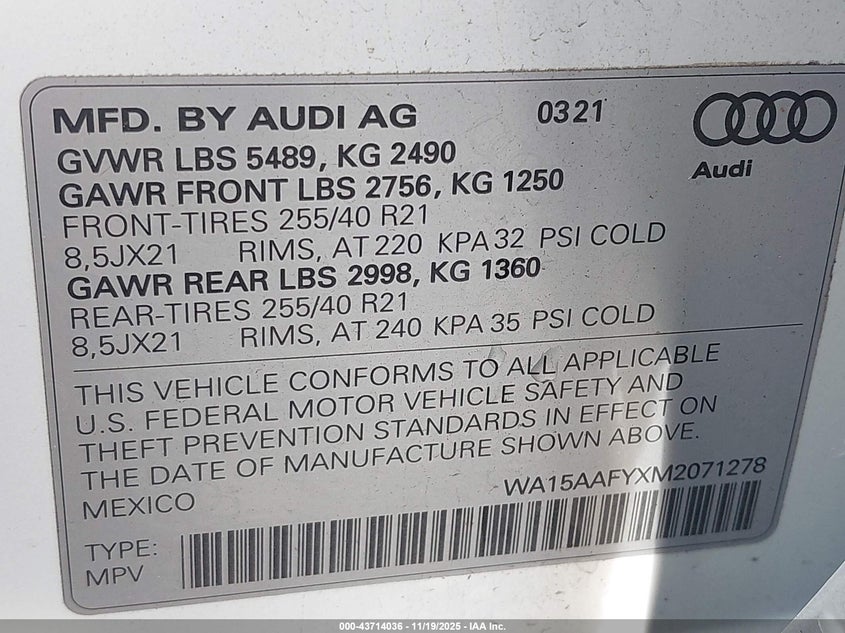 MFD. BY AUDI AG 0321
Audi
GVWR LBS 5489, KG 2490
GAWR FRONT LBS 2756, KG 1250
FRONT-TIRES 255/40 R21
8,5JX21 RIMS, AT 220 KPA 32 PSI COLD
GAWR REAR LBS 2998, KG 1360
REAR-TIRES 255/40 R21
8,5JX21 RIMS, AT 240 KPA 35 PSI COLD
THIS VEHICLE CONFORMS TO ALL APPLICABLE
U.S. FEDERAL MOTOR VEHICLE SAFETY AND
THEFT PREVENTION STANDARDS IN EFFECT ON
THE DATE OF MANUFACTURE SHOWN ABOVE.
MEXICO WA15AAFYXM2071278
TYPE:
MPV
000-43714036 - 11/19/2025 - IAA Inc.